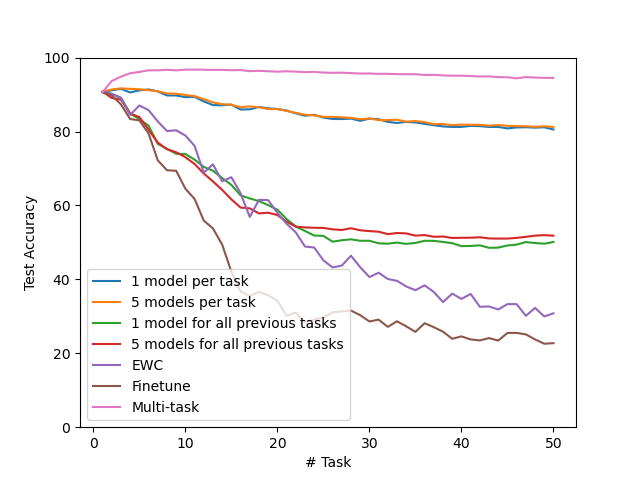 100
80
60
40
20
0
Test Accuracy
1 model per task
5 models per task
1 model for all previous tasks
5 models for all previous tasks
EWC
Finetune
Multi-task
0 10 20 30 40 50
# Task